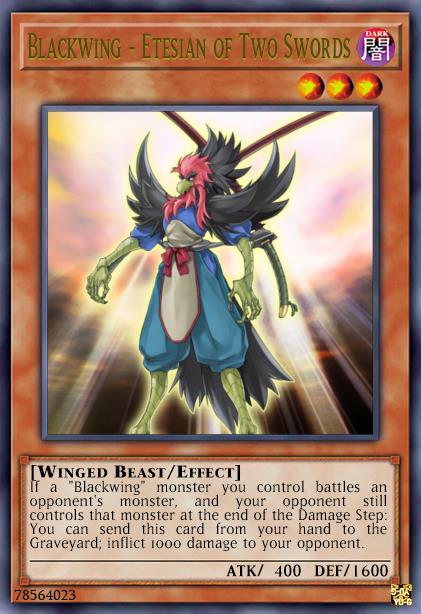 Blackwing - Etesian of Two Swords
DARK
闇
[Winged Beast/Effect]
If a "Blackwing" monster you control battles an
opponent's monster, and your opponent still
controls that monster at the end of the Damage Step:
You can send this card from your hand to the
Graveyard; inflict 1000 damage to your opponent.
ATK/ 400 DEF/1600
78564023